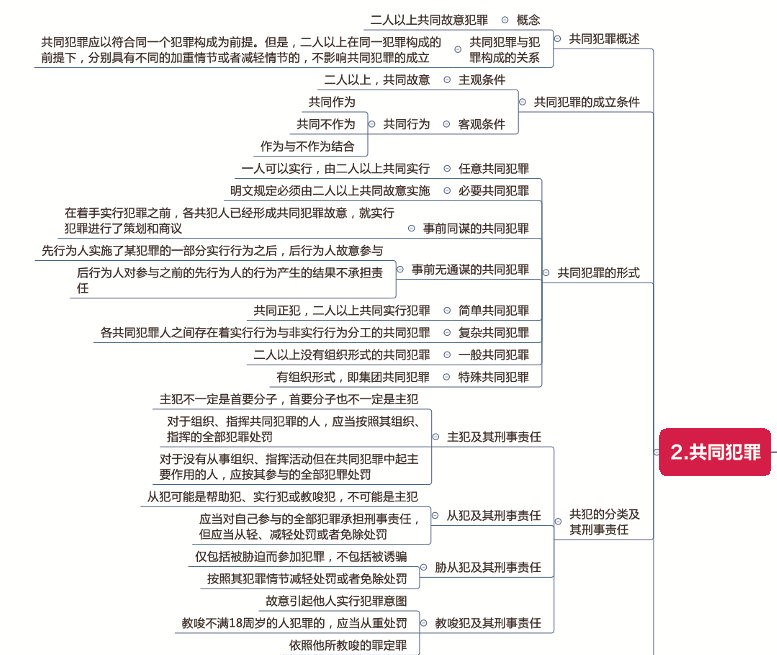 2.共同犯罪
共同犯罪概述
概念
二人以上共同故意犯罪
共同犯罪与犯
罪构成的关系
共同犯罪应以符合同一个犯罪构成为前提。但是，二人以上在同一犯罪构成的
前提下，分别具有不同的加重情节或者减轻情节的，不影响共同犯罪的成立
共同犯罪的成立条件
主观条件
二人以上，共同故意
客观条件
共同行为
共同作为
共同不作为
作为与不作为结合
共同犯罪的形式
任意共同犯罪
一人可以实行，由二人以上共同实行
必要共同犯罪
明文规定必须由二人以上共同故意实施
事前同谋的共同犯罪
在着手实行犯罪之前，各共犯人已经形成共同犯罪故意，就实行
犯罪进行了策划和商议
事前无通谋的共同犯罪
先行为人实施了某犯罪的一部分实行行为之后，后行为人故意参与
后行为人对参与之前的先行为人的行为产生的结果不承担责
任
简单共同犯罪
共同正犯，二人以上共同实行犯罪
复杂共同犯罪
各共同犯罪人之间存在着实行行为与非实行行为分工的共同犯罪
一般共同犯罪
二人以上没有组织形式的共同犯罪
特殊共同犯罪
有组织形式，即集团共同犯罪
共犯的分类及
其刑事责任
主犯及其刑事责任
主犯不一定是首要分子，首要分子也不一定是主犯
对于组织、指挥共同犯罪的人，应当按照其组织、
指挥的全部犯罪处罚
对于没有从事组织、指挥活动但在共同犯罪中起主
要作用的人，应按其参与的全部犯罪处罚
从犯及其刑事责任
从犯可能是帮助犯、实行犯或教唆犯，不可能是主犯
应当对自己参与的全部犯罪承担刑事责任，
但应当从轻、减轻处罚或者免除处罚
胁从犯及其刑事责任
仅包括被胁迫而参加犯罪，不包括被诱骗
按照其犯罪情节减轻处罚或者免除处罚
教唆犯及其刑事责任
故意引起他人实行犯罪意图
教唆不满18周岁的人犯罪的，应当从重处罚
依照他所教唆的罪定罪